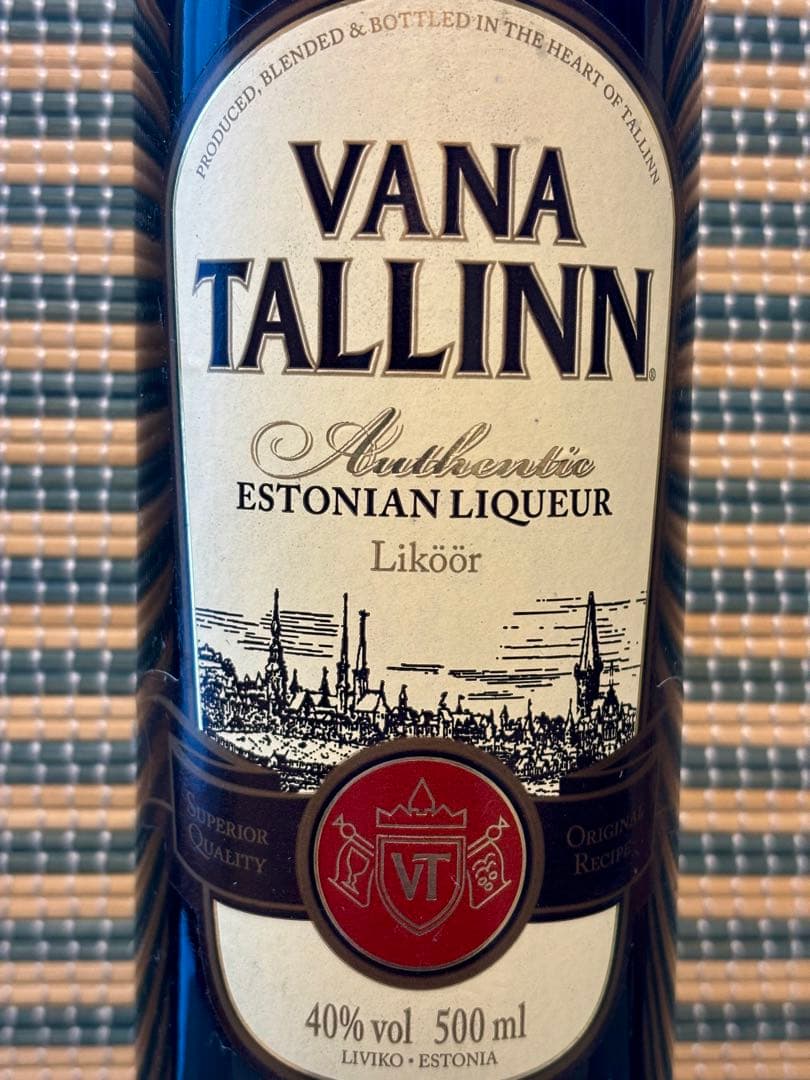 PRODUCED, BLENDED & BOTTLED IN THE HEART OF TALLINN
VANA
TALLINN®
Authentic
ESTONIAN LIQUEUR
Liköör
SUPERIOR
QUALITY
ORIGINAL
RECIPE
VT
40% vol 500 ml
LIVIKO • ESTONIA